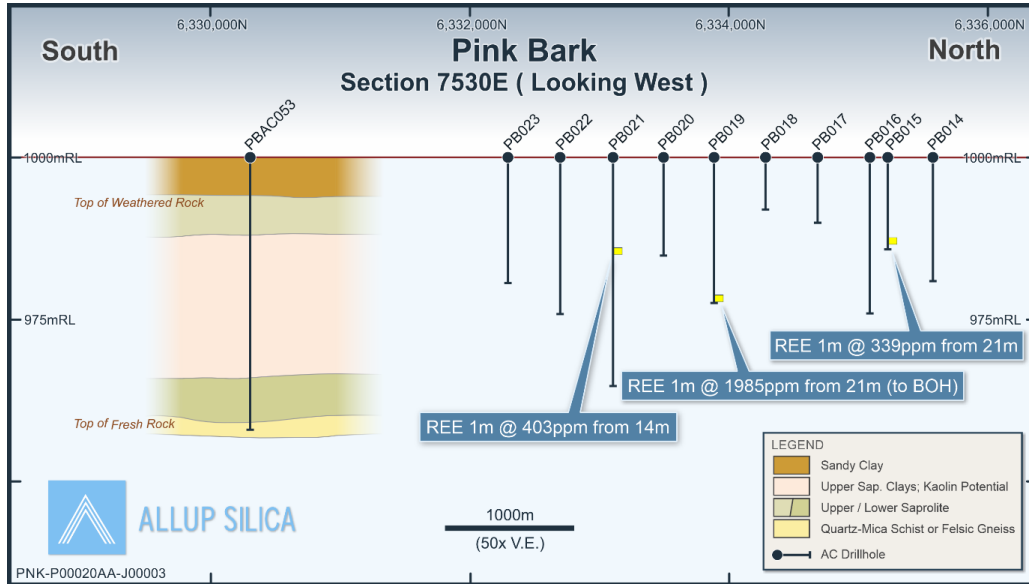 6,330,000N
6,332,000N
6,334,000N
6,336,000N
South
Pink Bark
North
Section 7530E ( Looking West )
PBAC053
PB023
PB022
PB021
PB020
PB019
PB018
PB017
PB016
PB015
PB014
1000mRL
1000mRL
Top of Weathered Rock
975mRL
975mRL
REE 1m @ 339ppm from 21m
REE 1m @ 1985ppm from 21m (to BOH)
REE 1m @ 403ppm from 14m
Top of Fresh Rock
LEGEND
Sandy Clay
Upper Sap. Clays; Kaolin Potential
Upper / Lower Saprolite
Quartz-Mica Schist or Felsic Gneiss
AC Drillhole
ALLUP SILICA
1000m
(50x V.E.)
PNK-P00020AA-J00003